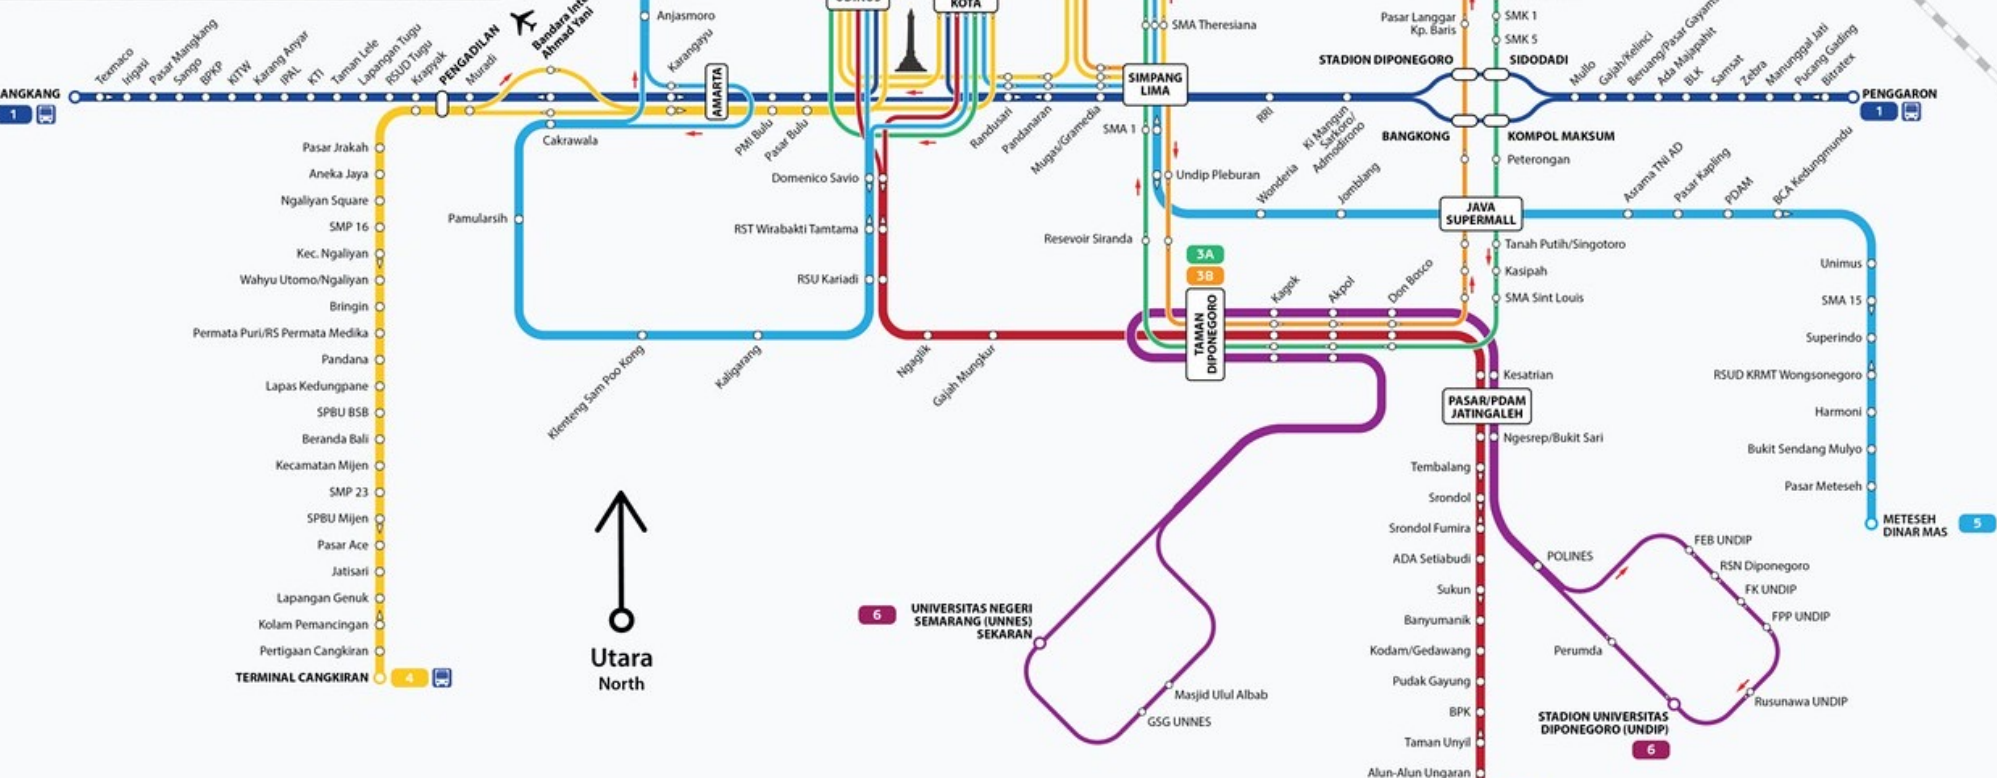 Anjasmoro
KOTA
SMA Theresiana
Pasar Langgar
Kp. Baris
SMK 1
SMK 5
STADION DIPONEGORO
SIDODADI
Texmaco
Irigasi
Pasar Mangkang
Sango
BPKP
KITW
Karang Anyar
IPAL
KTI
Taman Lele
Lapangan Tugu
RSUD Tugu
Krapyak
PENGADILAN
Muradi
Bandara Inte
Ahmad Yani
Karangayu
AMARTA
SIMPANG
LIMA
Mulfo
Gajah/Kelinci
Beruang/Pasar Gayam
Ada Majapahit
BLK
Samsat
Zebra
Manunggal Jati
Pucang Gading
Bitratex
ANGKANG
1
PENGGARON
1
Cakrawala
PMI Bulu
Pasar Bulu
Randusari
Pandanaran
Mugas/Gramedia
SMA 1
RRI
Ki Mangun
Sarkoro/
Admodirono
BANGKONG
KOMPOL MAKSUM
Peterongan
Pasar Jrakah
Aneka Jaya
Ngaliyan Square
SMP 16
Kec. Ngaliyan
Wahyu Utomo/Ngaliyan
Bringin
Permata Puri/RS Permata Medika
Pandana
Lapas Kedungpane
SPBU BSB
Beranda Bali
Kecamatan Mijen
SMP 23
SPBU Mijen
Pasar Ace
Jatisari
Lapangan Genuk
Kolam Pemancingan
Pertigaan Cangkiran
TERMINAL CANGKIRAN
4
Pamularsih
Klenteng Sam Poo Kong
Kaligarang
Domenico Savio
RST Wirabakti Tamtama
RSU Kariadi
Ngaglik
Gajah Mungkur
Undip Pleburan
Resevoir Siranda
Wonderia
Jomblang
JAVA
SUPERMALL
Asrama TNI AD
Pasar Kapling
PDAM
BCA Kedungmundu
3A
3B
TAMAN
DIPONEGORO
Kagok
Akpol
Don Bosco
Tanah Putih/Singotoro
Kasipah
SMA Sint Louis
Kesatrian
PASAR/PDAM
JATINGALEH
Ngesrep/Bukit Sari
Unimus
SMA 15
Superindo
RSUD KRMT Wongsonegoro
Harmoni
Bukit Sendang Mulyo
Pasar Meteseh
METESEH
DINAR MAS
5
Tembalang
Srondol
Srondol Fumira
ADA Setiabudi
Sukun
Banyumanik
Kodam/Gedawang
Pudak Gayung
BPK
Taman Unyil
Alun-Alun Ungaran
POLINES
FEB UNDIP
RSN Diponegoro
FK UNDIP
FPP UNDIP
Perumda
Rusunawa UNDIP
STADION UNIVERSITAS
DIPONEGORO (UNDIP)
6
6
UNIVERSITAS NEGERI
SEMARANG (UNNES)
SEKARAN
Masjid Ulul Albab
GSG UNNES
Utara
North